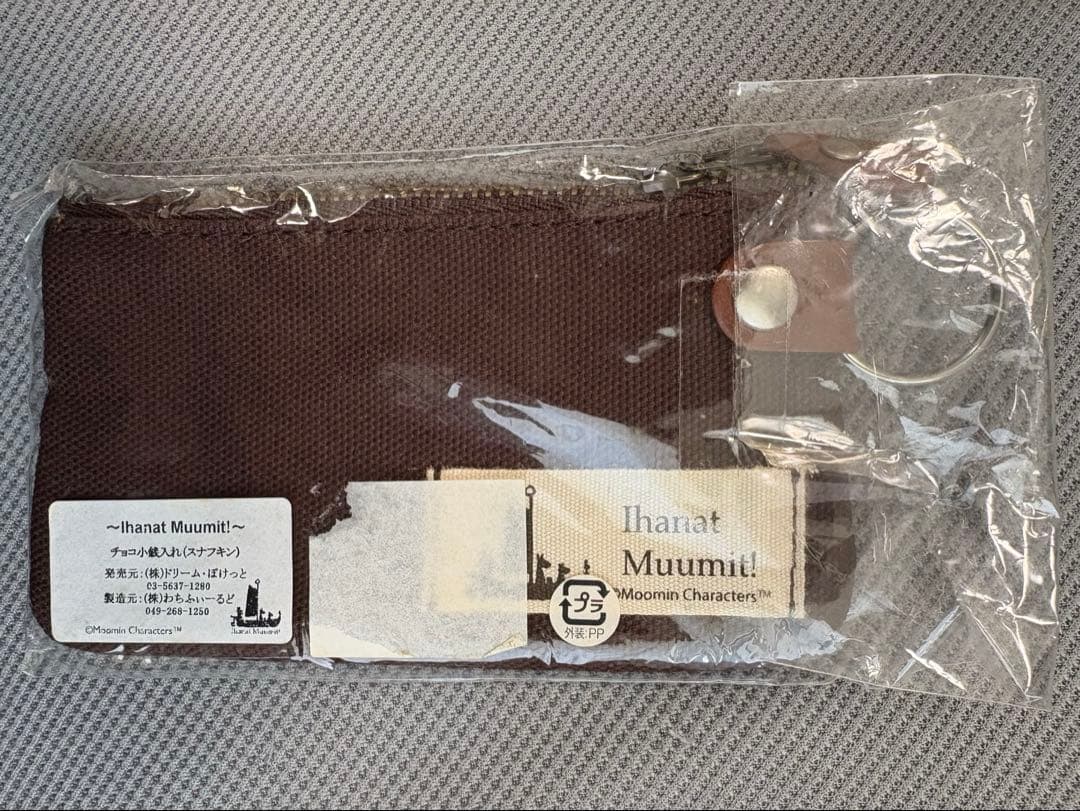 ~Ihanat Muumit!~
チョコ小銭入れ(スナフキン)
発売元:(株)ドリーム・ぽけっと
03-5637-1280
製造元:(株)わちふぃーるど
049-268-1250
©Moomin Characters™
Ihanat Muumit!
Ihanat
Muumit!
©Moomin Characters™
プラ
外装:PP